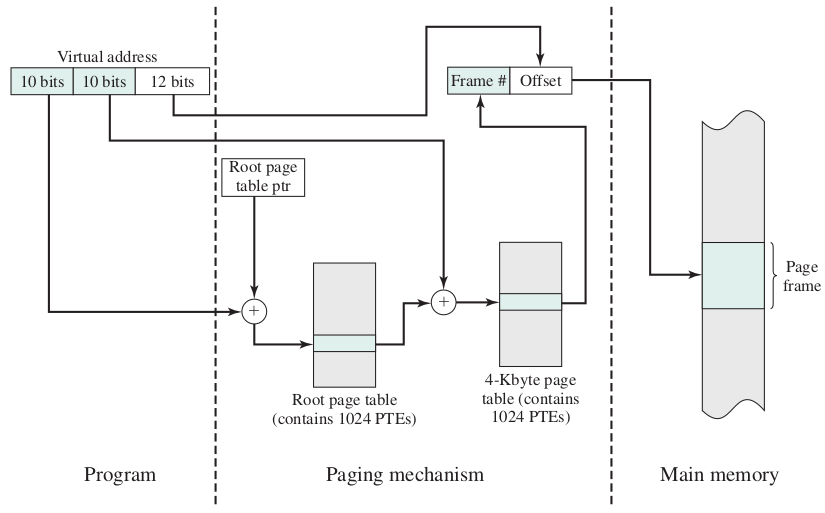 Virtual address
10 bits
10 bits
12 bits
Frame #
Offset
Root page
table ptr
+
+
Page
frame
Root page table
(contains 1024 PTEs)
4-Kbyte page
table (contains
1024 PTEs)
Program
Paging mechanism
Main memory